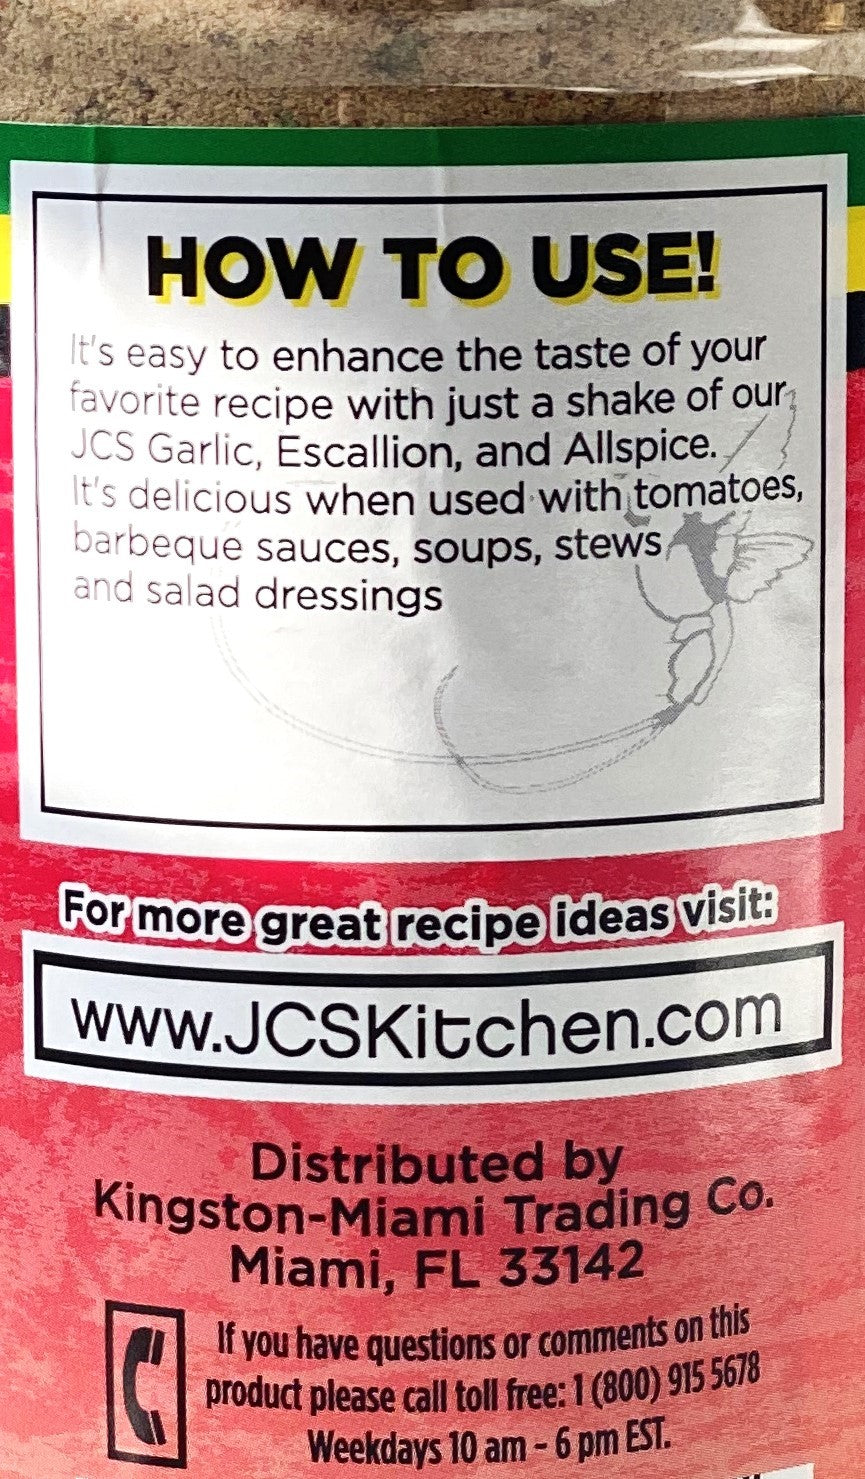 HOW TO USE!
It's easy to enhance the taste of your
favorite recipe with just a shake of our
JCS Garlic, Escallion, and Allspice.
It's delicious when used with tomatoes,
barbeque sauces, soups, stews
and salad dressings
For more great recipe ideas visit:
www.JCSKitchen.com
Distributed by
Kingston-Miami Trading Co.
Miami, FL 33142
If you have questions or comments on this
product please call toll free: 1 (800) 915 5678
Weekdays 10 am - 6 pm EST.